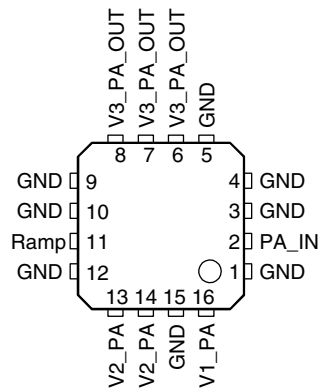 V3_PA_OUT
V3_PA_OUT
V3_PA_OUT
GND
8 7 6 5
GND 9 4 GND
GND 10 3 GND
Ramp 11 2 PA_IN
GND 12 1 GND
13 14 15 16
V2_PA
V2_PA
GND
V1_PA